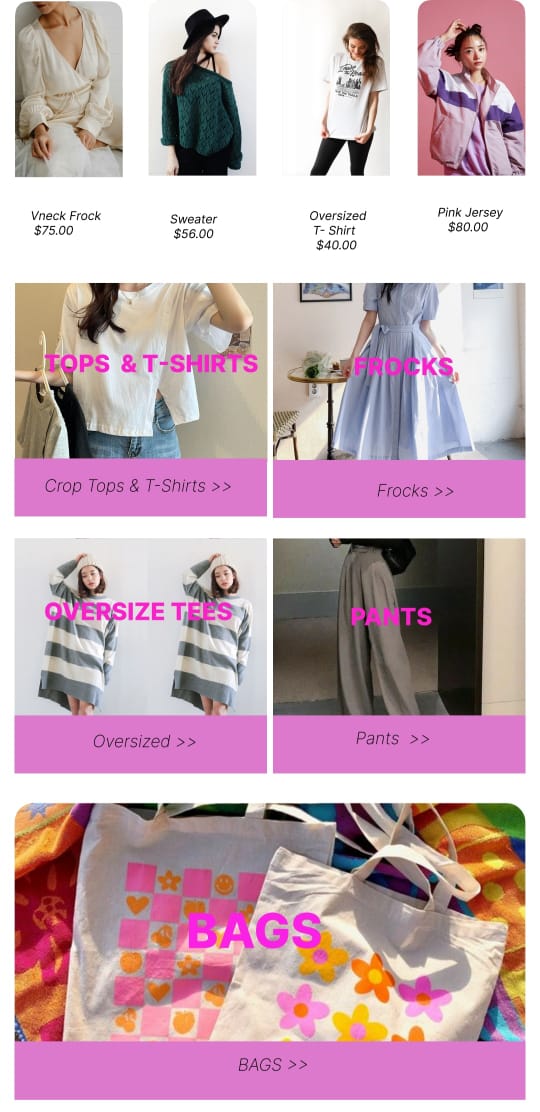 Vneck Frock
$75.00
Sweater
$56.00
Oversized
T- Shirt
$40.00
Pink Jersey
$80.00
TOPS & T-SHIRTS
FROCKS
Crop Tops & T-Shirts >>
Frocks >>
OVERSIZE TEES
PANTS
Oversized >>
Pants >>
BAGS
BAGS >>